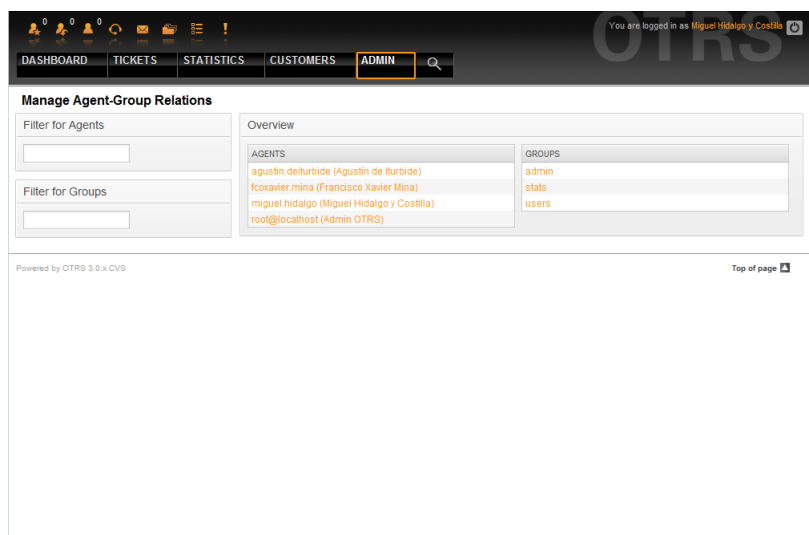 0 0 0
OTRS
You are logged in as Miguel Hidalgo y Costilla
DASHBOARD TICKETS STATISTICS CUSTOMERS ADMIN
Manage Agent-Group Relations
Filter for Agents
Filter for Groups
Overview
AGENTS
agustin.deiturbide (Agustín de Iturbide)
fcoxavier.mina (Francisco Xavier Mina)
miguel.hidalgo (Miguel Hidalgo y Costilla)
root@localhost (Admin OTRS)
GROUPS
admin
stats
users
Powered by OTRS 3.0.x CVS
Top of page